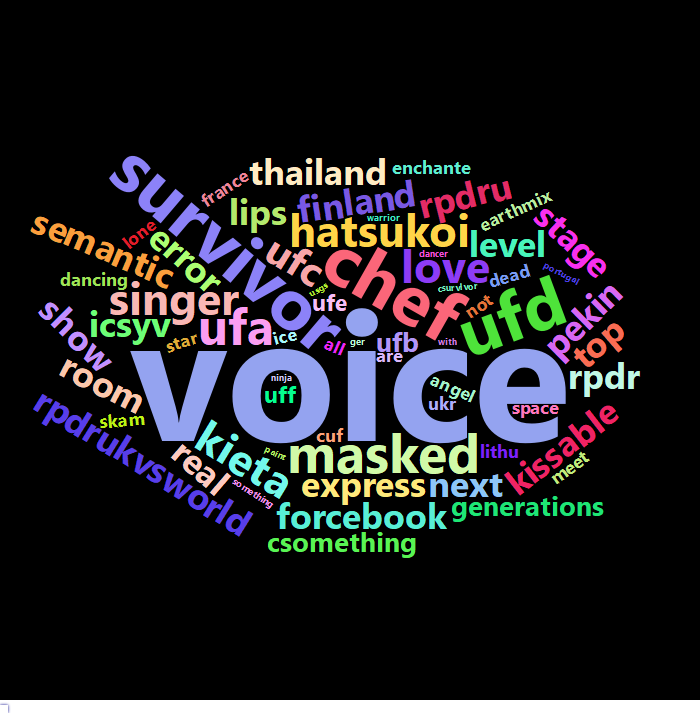 thailand
enchante
france
survivor
finland
rpdru
earthmix
lips
warrior
hatsukoi
stage
semantic
lone
error
ufc
chef
love
level
dancer
dead
portugal
dancing
singer
usgs
ufe
csurvivor
not
ufd
pekin
show
icsyv
star
ufa
ice
all
ger
ufb
are
with
top
room
voice
ninja
uff
angel
ukr
space
rpdr
skam
rpdrukvsworld
real
kieta
cuf
paint
masked
lithu
kissable
meet
something
express
next
forcebook
generations
csomething